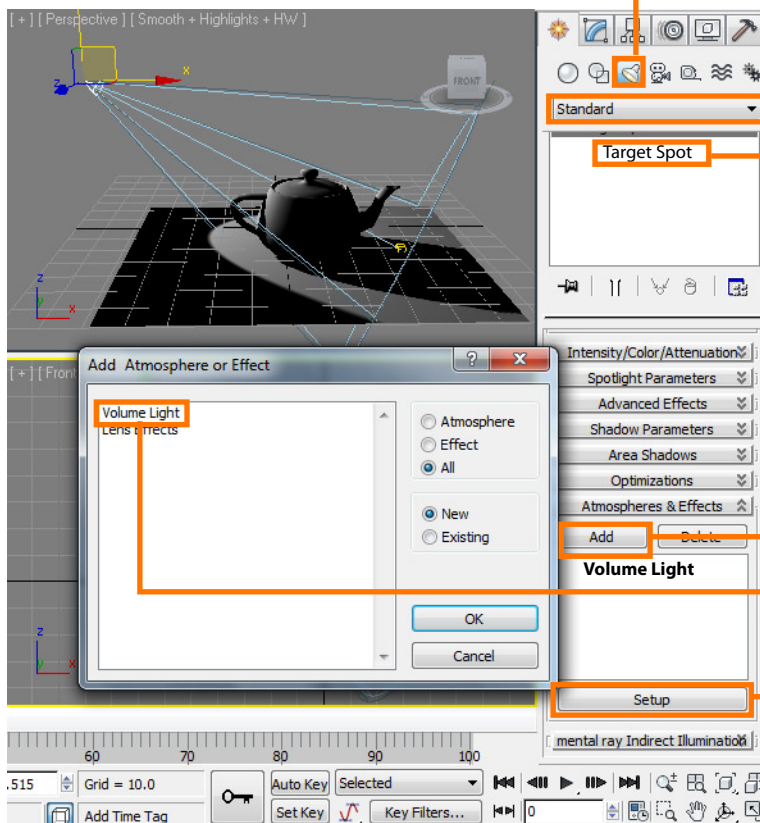 [ + ] [ Perspective ] [ Smooth + Highlights + HW ]
z
x
FRONT
z
y
x
Standard
Target Spot
Intensity/Color/Attenuation
Spotlight Parameters
Advanced Effects
Shadow Parameters
Area Shadows
Optimizations
Atmospheres & Effects
Add
Delete
Volume Light
Setup
mental ray Indirect Illumination
[ + ] [ Front
z
y
x
Add Atmosphere or Effect
?
X
Volume Light
Lens Effects
Atmosphere
Effect
All
New
Existing
OK
Cancel
60 70 80 90 100
.515
Grid = 10.0
Auto Key
Selected
Add Time Tag
Set Key
Key Filters...
0